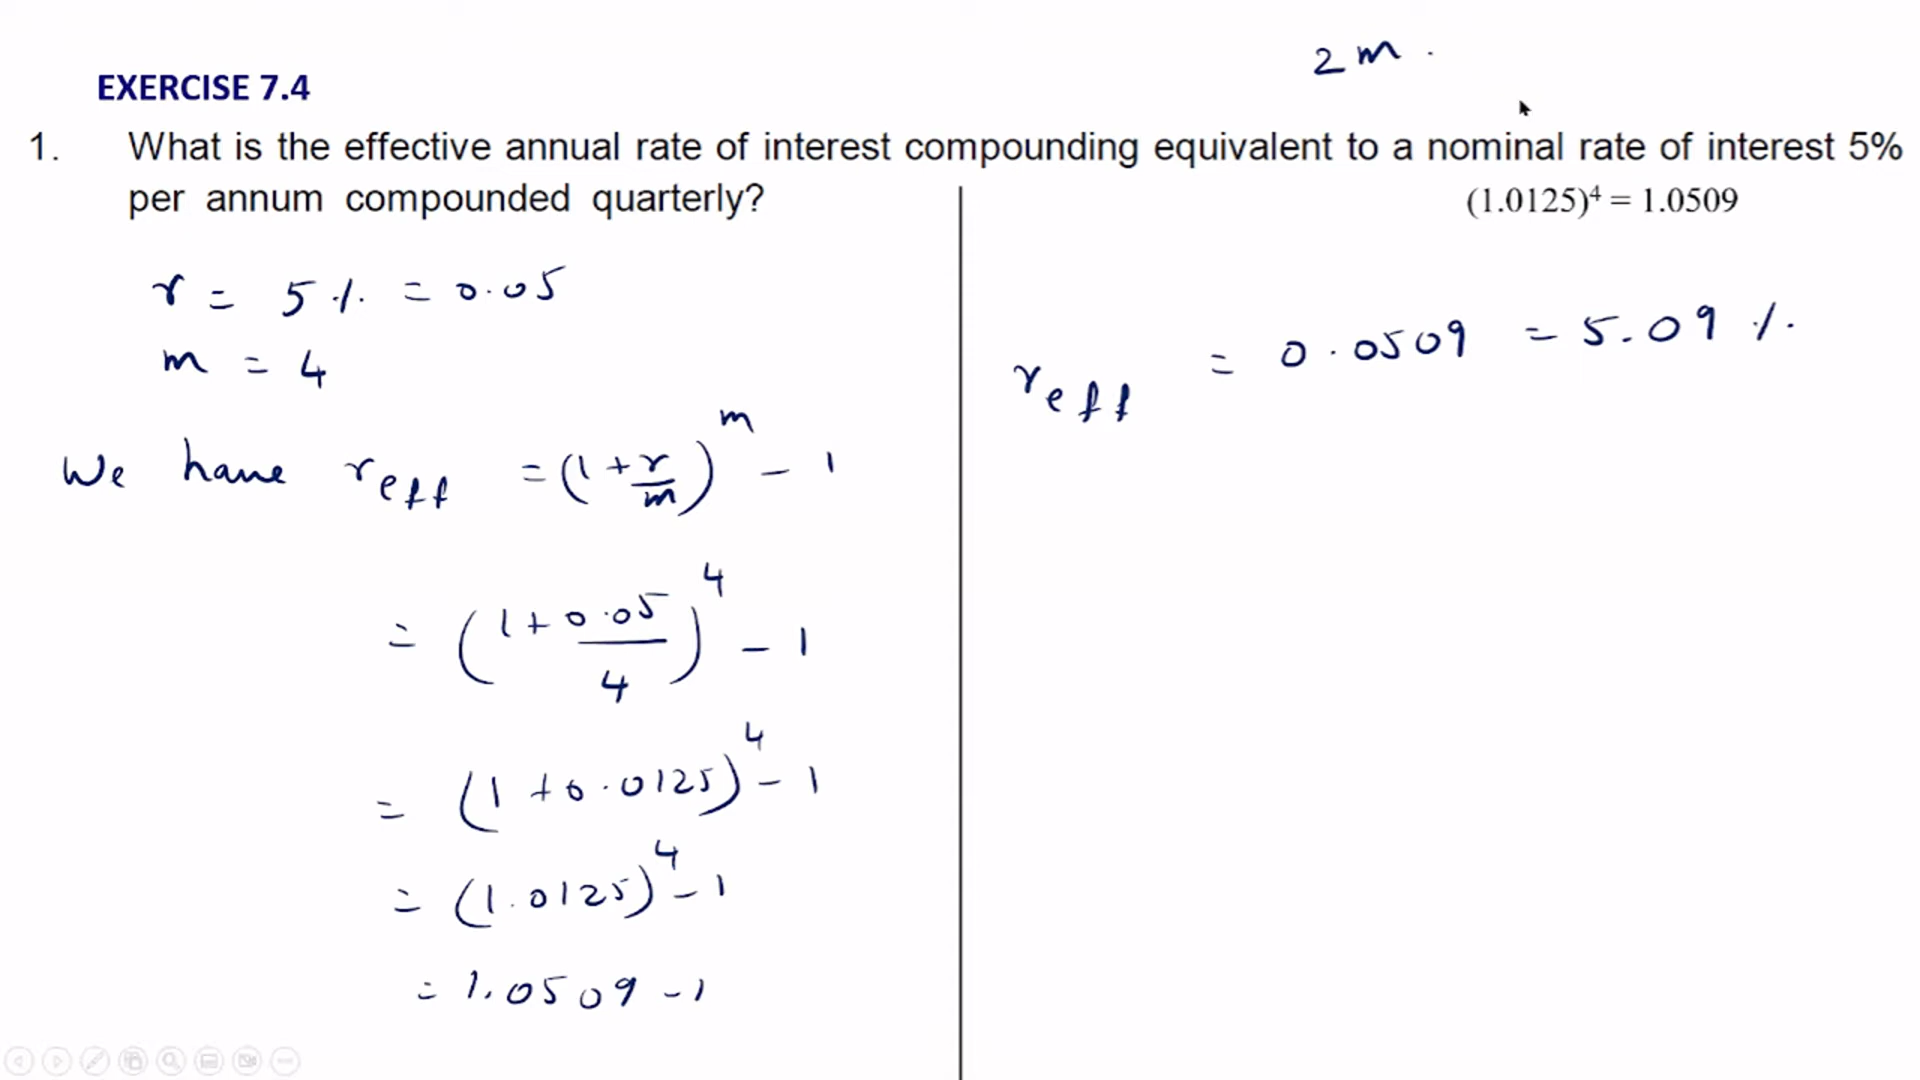 2 m.
EXERCISE 7.4
1. What is the effective annual rate of interest compounding equivalent to a nominal rate of interest 5%
per annum compounded quarterly?
(1.0125)⁴ = 1.0509
r = 5 % = 0.05
m = 4
We have r_eff = (1 + r/m)^m - 1
= (1 + 0.05/4)⁴ - 1
= (1 + 0.0125)⁴ - 1
= (1.0125)⁴ - 1
= 1.0509 - 1
r_eff = 0.0509 = 5.09 %